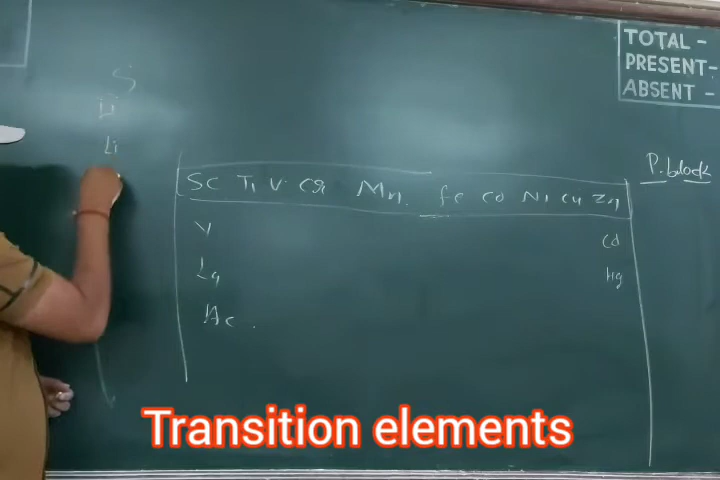 TOTAL -
PRESENT-
ABSENT -
S
H
Li
P. block
Sc Ti V Cr Mn Fe Co Ni Cu Zn
Y Cd
La Hg
Ac .
Transition elements